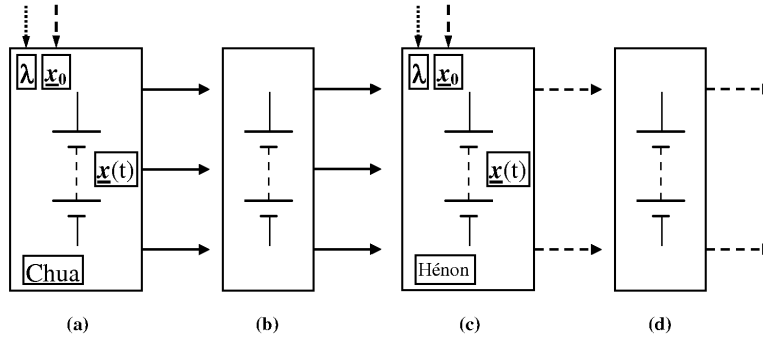 λ x₀
λ x₀
x(t)
x(t)
Chua
Hénon
(a) (b) (c) (d)